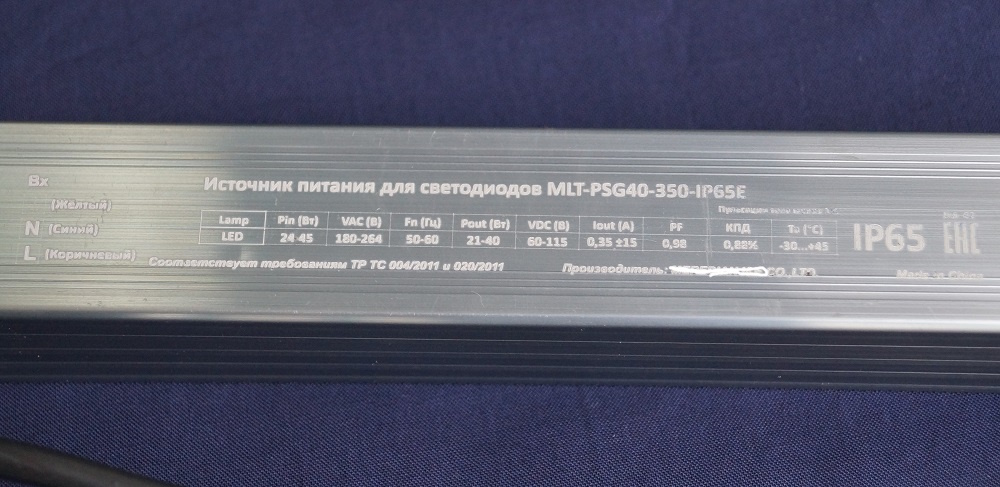 Вх
(Жёлтый)
N (Синий)
L (Коричневый)
Источник питания для светодиодов MLT-PSG40-350-IP65E
Lamp Pin (Вт) VAC (В) Fn (Гц) Pout (Вт) VDC (В) Iout (А) PF КПД Ta (°C)
LED 24-45 180-264 50-60 21-40 60-115 0,35 ±15 0,98 0,88% -30...+45
Соответствует требованиям ТР ТС 004/2011 и 020/2011
Производитель: CO., LTD
IP65 EAC
Made in China